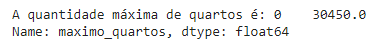 A quantidade máxima de quartos é: 0    30450.0
Name: maximo_quartos, dtype: float64